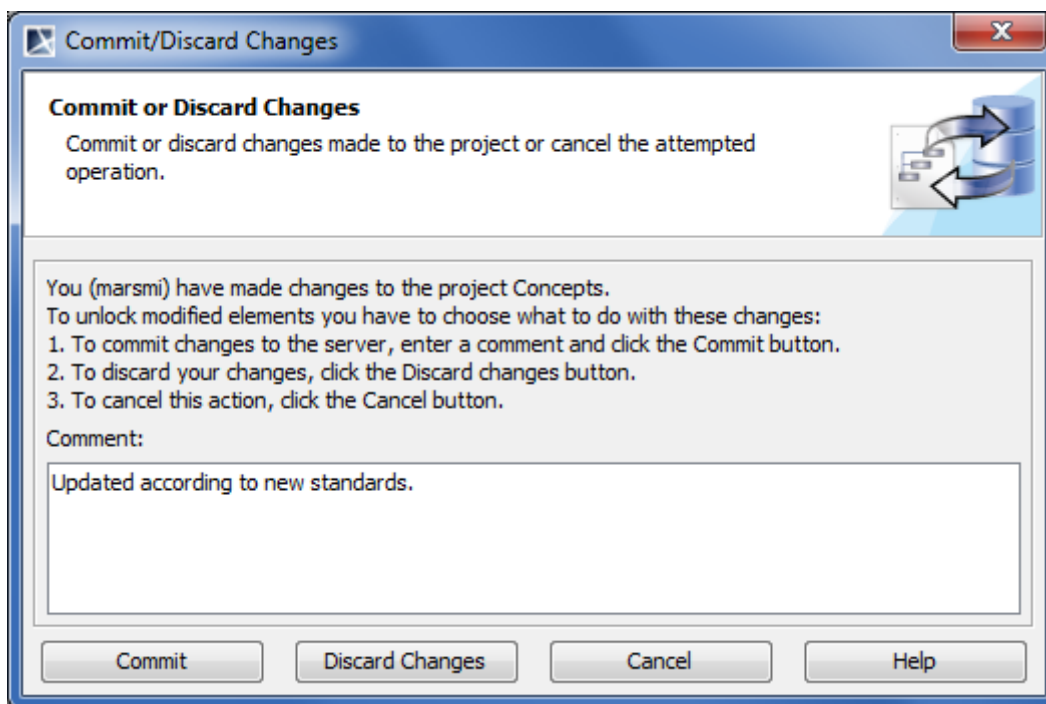 Commit/Discard Changes
Commit or Discard Changes
Commit or discard changes made to the project or cancel the attempted
operation.
You (marsmi) have made changes to the project Concepts.
To unlock modified elements you have to choose what to do with these changes:
1. To commit changes to the server, enter a comment and click the Commit button.
2. To discard your changes, click the Discard changes button.
3. To cancel this action, click the Cancel button.
Comment:
Updated according to new standards.
Commit
Discard Changes
Cancel
Help